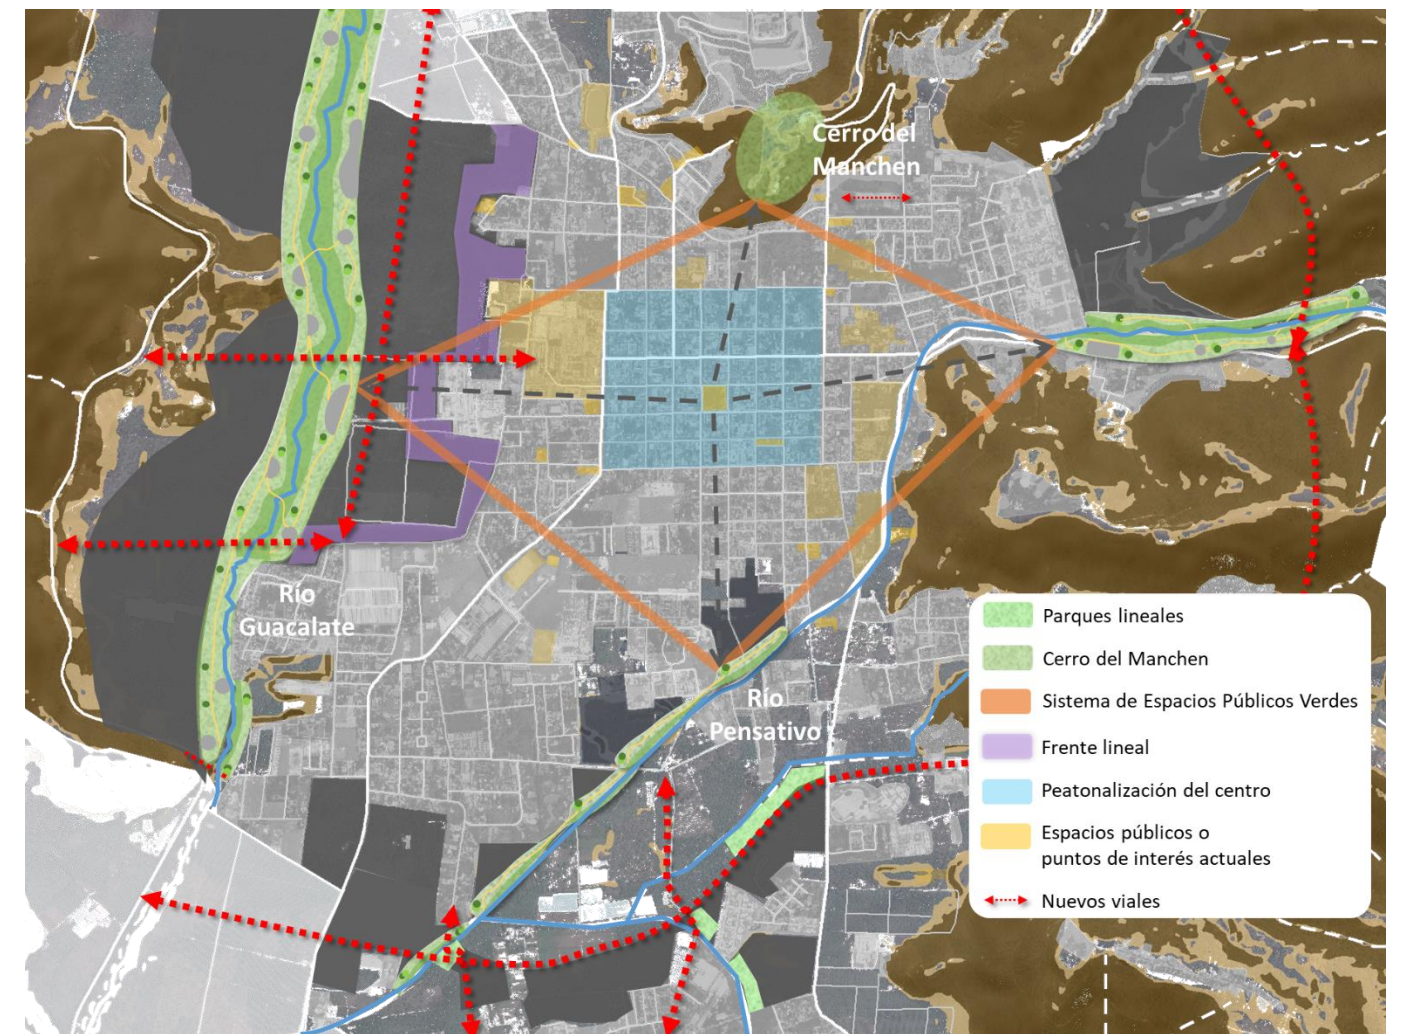 Cerro del
Manchen
Río
Guacalate
Río
Pensativo
Parques lineales
Cerro del Manchen
Sistema de Espacios Públicos Verdes
Frente lineal
Peatonalización del centro
Espacios públicos o
puntos de interés actuales
Nuevos viales